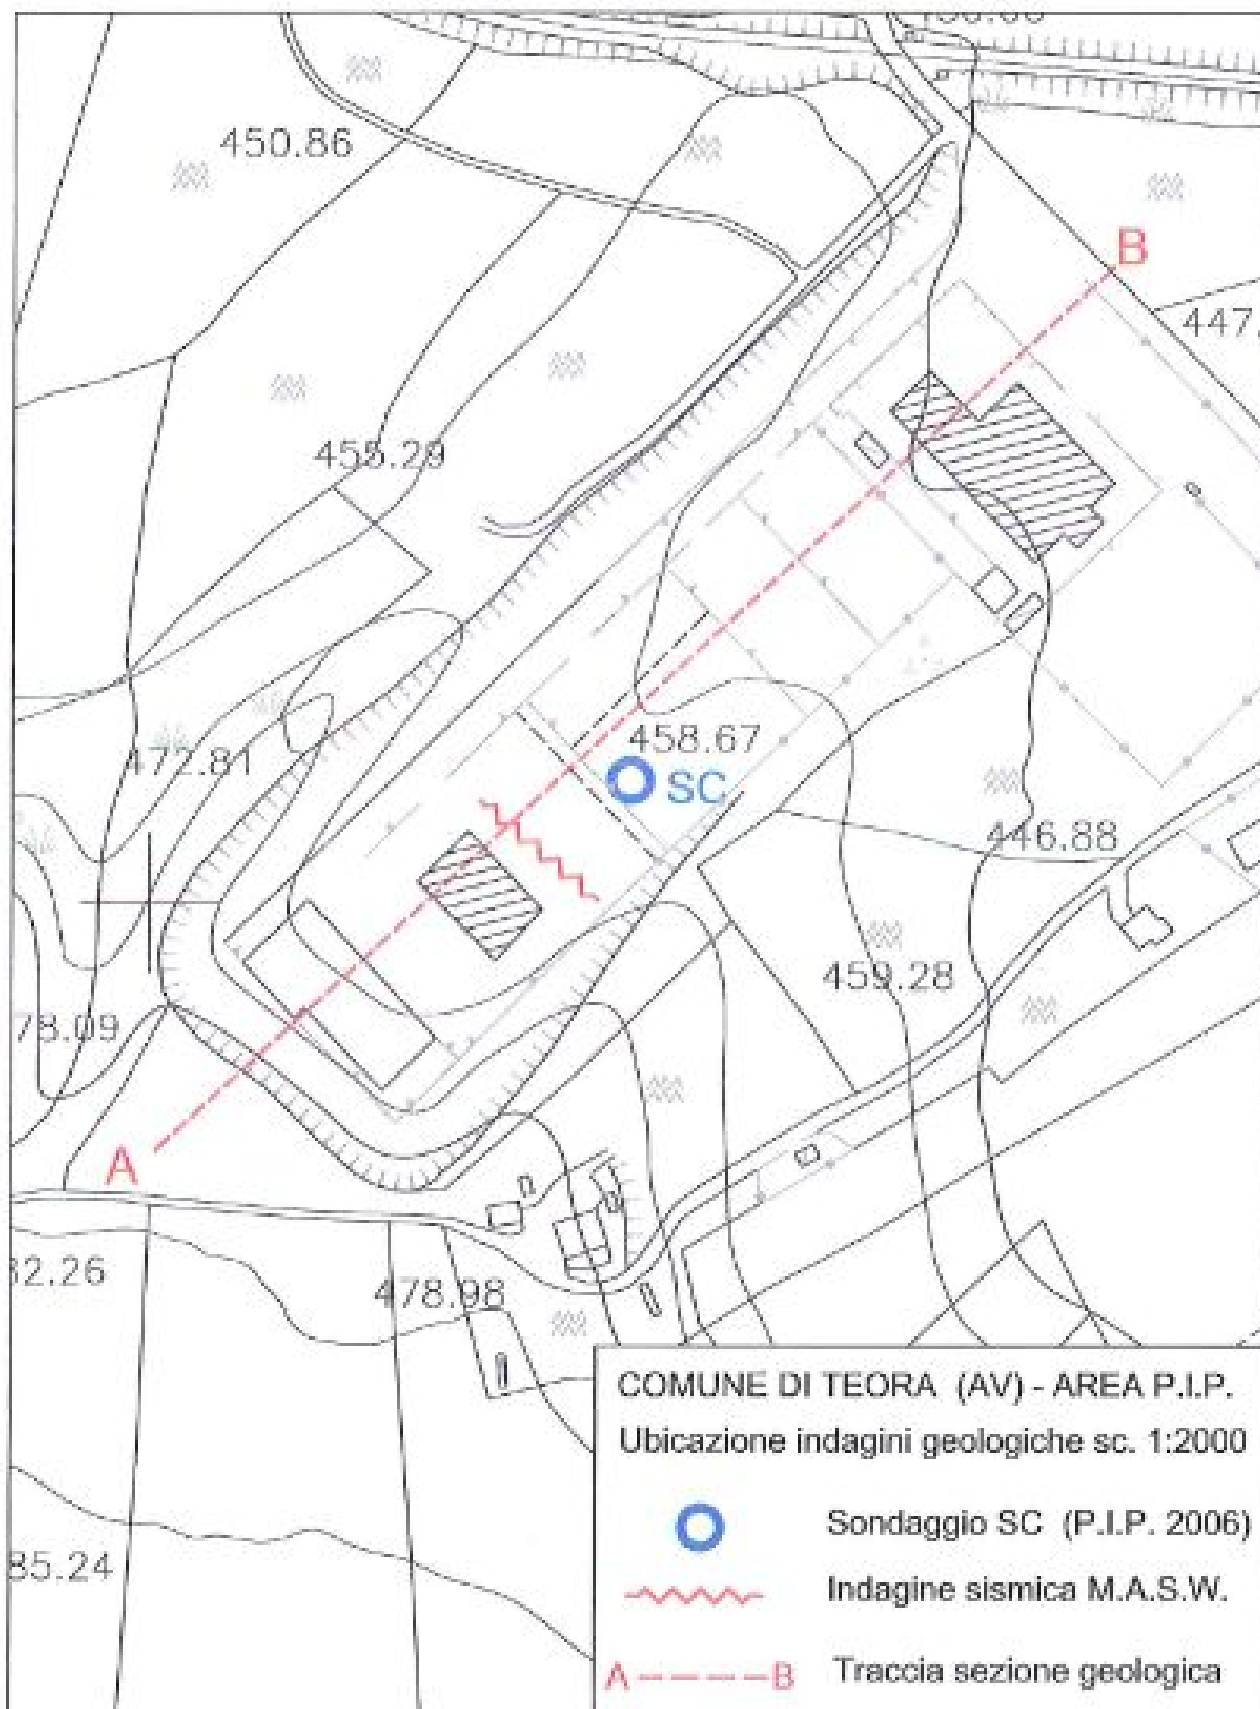 450.86
B
447.
455.29
472.81
458.67
SC
446.88
459.28
78.09
A
32.26
478.98
85.24
COMUNE DI TEORA (AV) - AREA P.I.P.
Ubicazione indagini geologiche sc. 1:2000
Sondaggio SC (P.I.P. 2006)
Indagine sismica M.A.S.W.
A - - - - - B Traccia sezione geologica